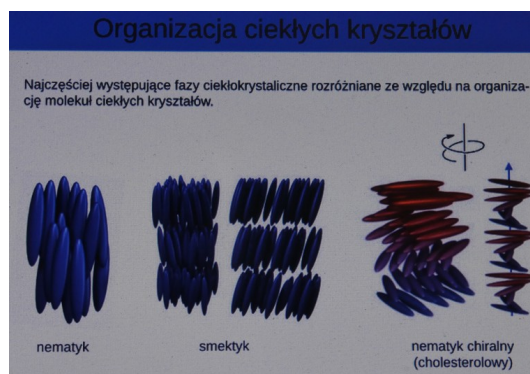 Organizacja ciekłych kryształów
Najczęściej występujące fazy ciekłokrystaliczne rozróżniane ze względu na organiza-
cję molekuł ciekłych kryształów.
nematyk
smektyk
nematyk chiralny
(cholesterolowy)